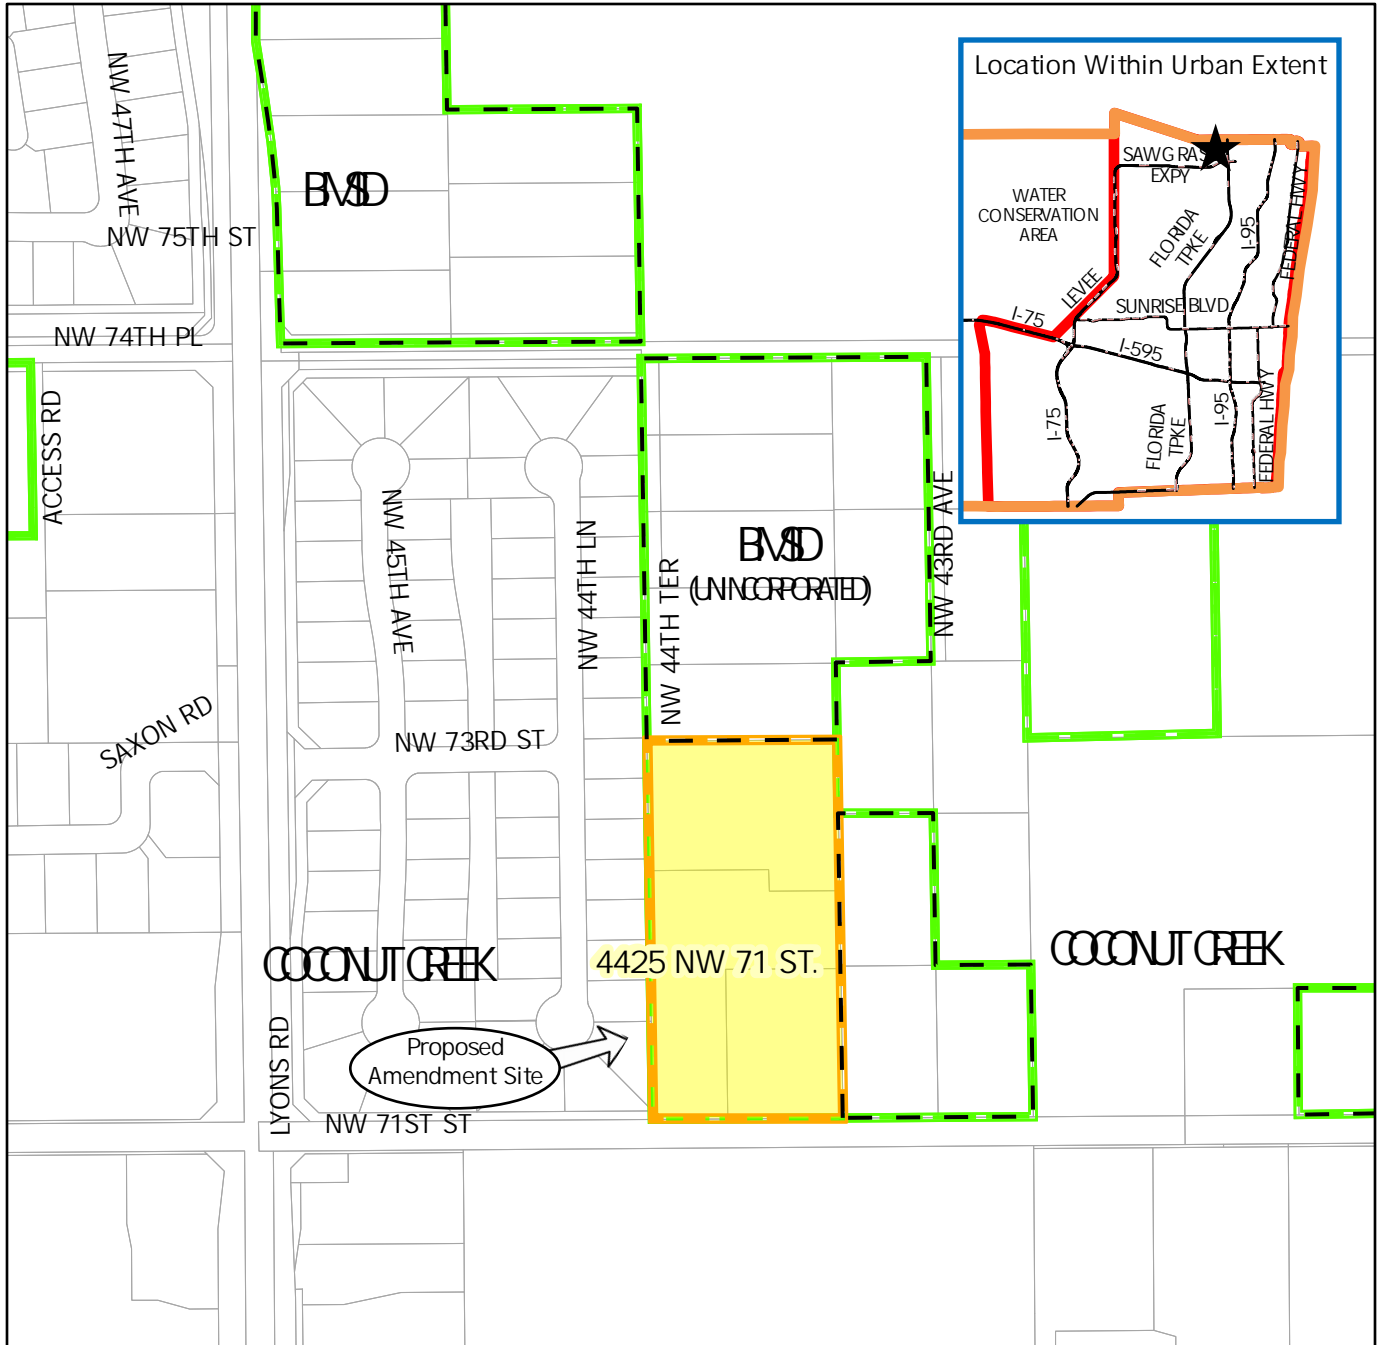 NW 47TH AVE
NW 75TH ST
NW 74TH PL
BMSD
ACCESS RD
SAXON RD
NW 45TH AVE
NW 44TH LN
NW 44TH TER
BMSD
(UNINCORPORATED)
NW 43RD AVE
NW 73RD ST
COCONUT CREEK
4425 NW 71 ST.
COCONUT CREEK
Proposed
Amendment Site
LYONS RD
NW 71ST ST
Location Within Urban Extent
SAWGRAS
EXPY
WATER
CONSERVATION
AREA
FLORIDA
TPKE
I-95
FEDERAL HWY
LEVEE
I-75
SUNRISE BLVD
I-595
I-75
FLORIDA
TPKE
I-95
FEDERAL HWY